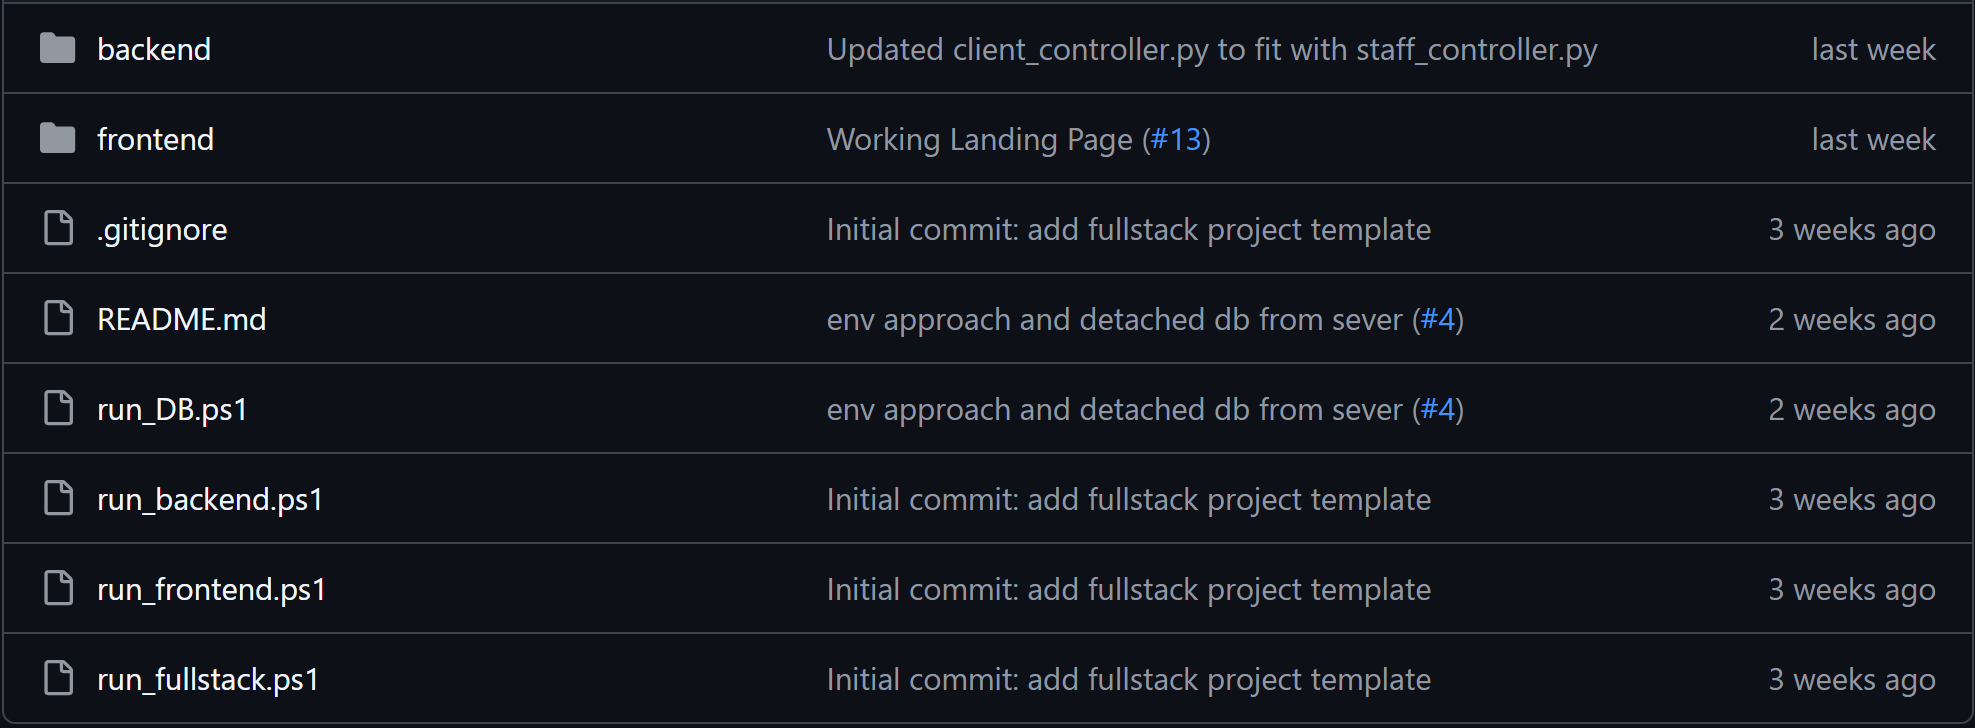 backend Updated client_controller.py to fit with staff_controller.py last week
frontend Working Landing Page (#13) last week
.gitignore Initial commit: add fullstack project template 3 weeks ago
README.md env approach and detached db from sever (#4) 2 weeks ago
run_DB.ps1 env approach and detached db from sever (#4) 2 weeks ago
run_backend.ps1 Initial commit: add fullstack project template 3 weeks ago
run_frontend.ps1 Initial commit: add fullstack project template 3 weeks ago
run_fullstack.ps1 Initial commit: add fullstack project template 3 weeks ago